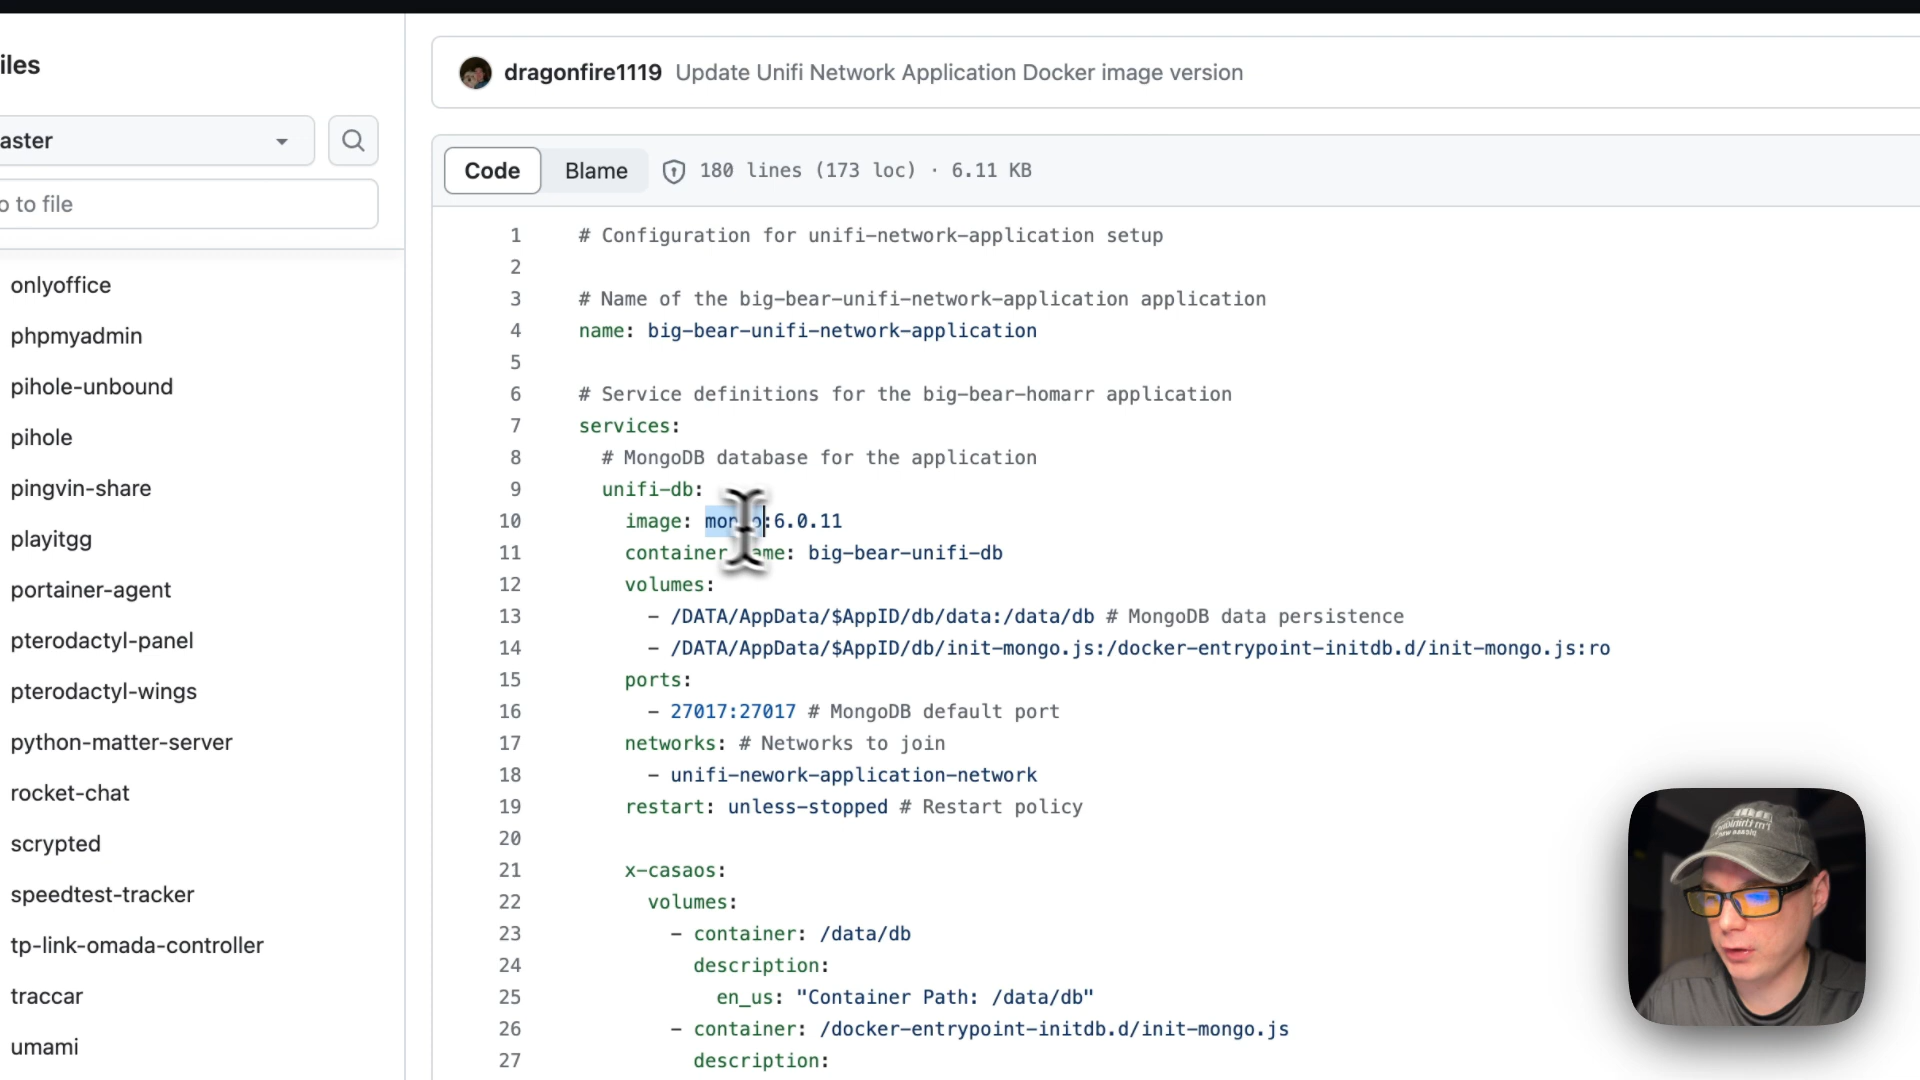 iles
aster
o to file
onlyoffice
phpmyadmin
pihole-unbound
pihole
pingvin-share
playitgg
portainer-agent
pterodactyl-panel
pterodactyl-wings
python-matter-server
rocket-chat
scrypted
speedtest-tracker
tp-link-omada-controller
traccar
umami
dragonfire1119 Update Unifi Network Application Docker image version
Code Blame 180 lines (173 loc) · 6.11 KB
1 # Configuration for unifi-network-application setup
2
3 # Name of the big-bear-unifi-network-application application
4 name: big-bear-unifi-network-application
5
6 # Service definitions for the big-bear-homarr application
7 services:
8 # MongoDB database for the application
9 unifi-db:
10 image: mongo:6.0.11
11 container_name: big-bear-unifi-db
12 volumes:
13 - /DATA/AppData/$AppID/db/data:/data/db # MongoDB data persistence
14 - /DATA/AppData/$AppID/db/init-mongo.js:/docker-entrypoint-initdb.d/init-mongo.js:ro
15 ports:
16 - 27017:27017 # MongoDB default port
17 networks: # Networks to join
18 - unifi-nework-application-network
19 restart: unless-stopped # Restart policy
20
21 x-casaos:
22 volumes:
23 - container: /data/db
24 description:
25 en_us: "Container Path: /data/db"
26 - container: /docker-entrypoint-initdb.d/init-mongo.js
27 description: